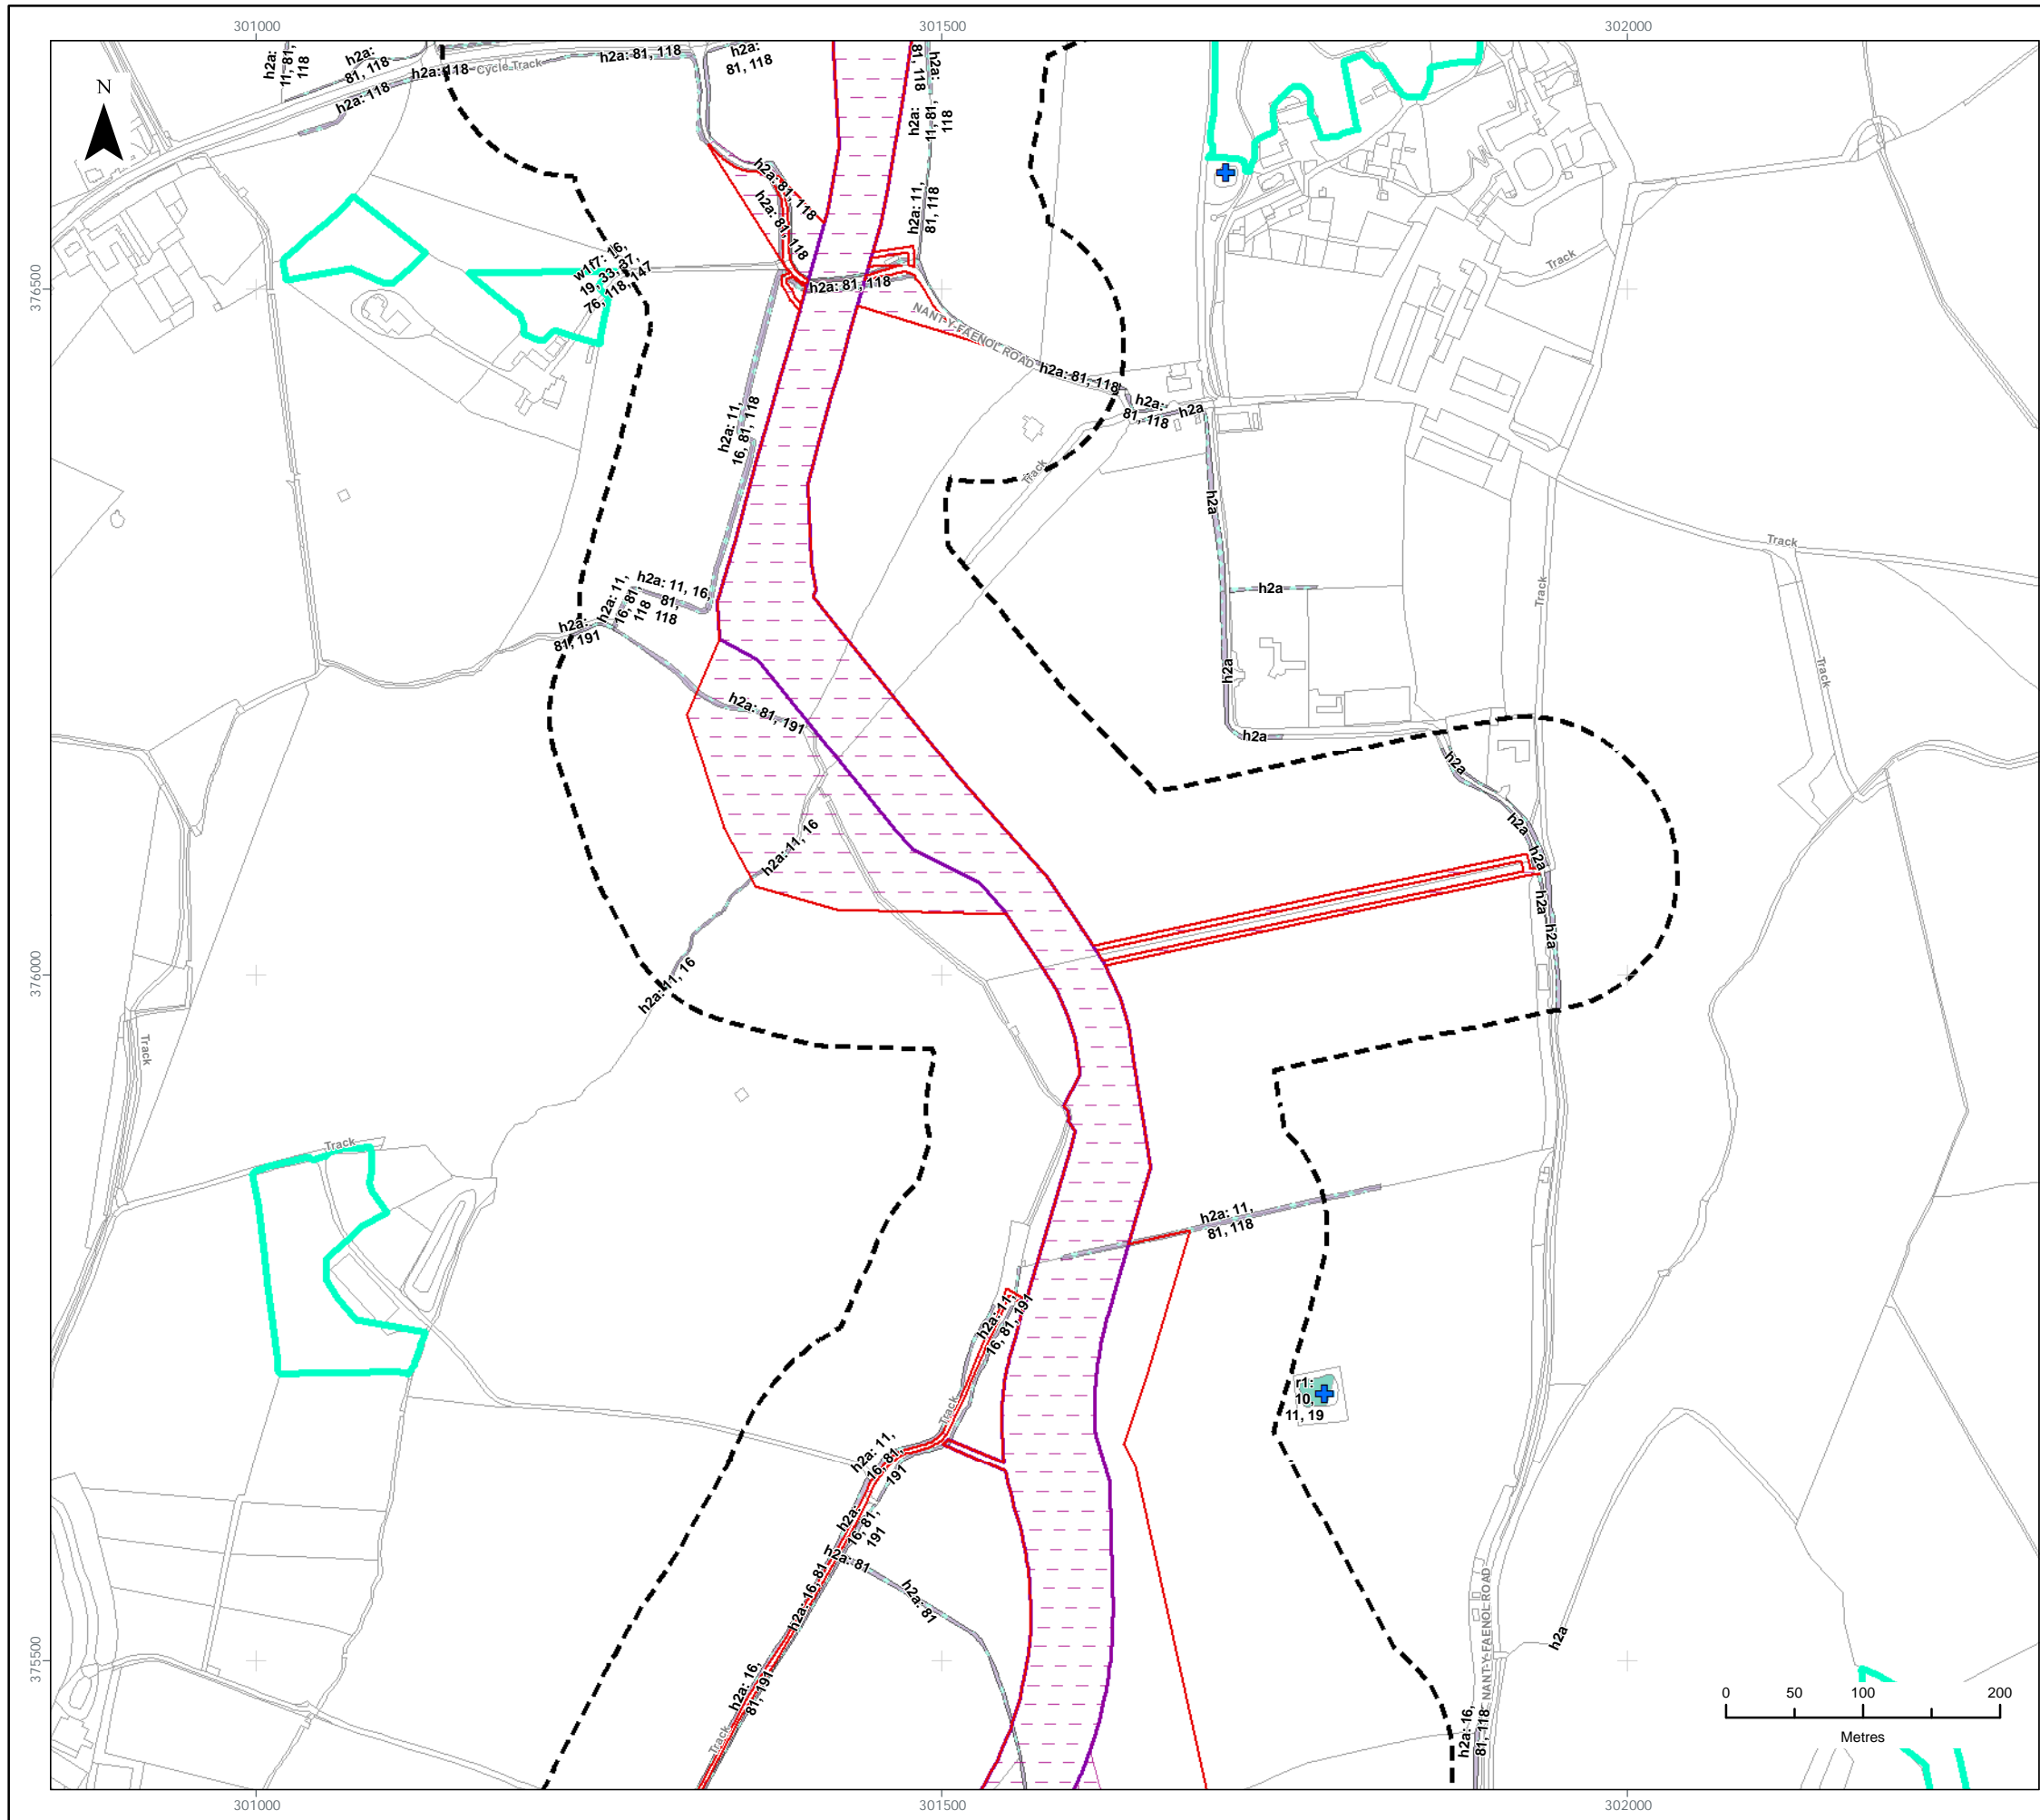 301000
301500
302000
h2a:
11, 81,
118
h2a:
81, 118
h2a: 118
h2a: 118
Cycle Track
h2a: 81, 118
h2a:
81, 118
h2a:
81, 118
h2a:
11, 81,
118
N
h2a: 81, 118
h2a: 81, 118
h2a: 11,
81, 118
w1f7: 16,
19, 33, 37,
76, 118, 147
376500
376500
h2a: 81, 118
NANT-Y-FAENOL ROAD
h2a: 81, 118
h2a:
81, 118
h2a
Track
Track
h2a: 11,
16, 81, 118
h2a
Track
Track
h2a: 11,
16, 81,
118
h2a: 11, 16,
81,
118
h2a:
81, 191
h2a
h2a
Track
h2a: 81, 191
h2a
h2a
h2a
h2a: 11, 16
h2a
h2a
h2a
376000
h2a: 11, 16
Track
Track
h2a: 11,
81, 118
h2a: 11,
16, 81, 191
r1:
10,
11, 19
Track
h2a: 11,
16, 81,
191
h2a:
16, 81,
191
h2a: 81
h2a: 81
h2a: 16, 81
NANT-Y-FAENOL ROAD
h2a
375500
h2a: 16,
81, 191
Track
h2a: 16,
81, 118
0
50
100
200
Metres
301000
301500
302000